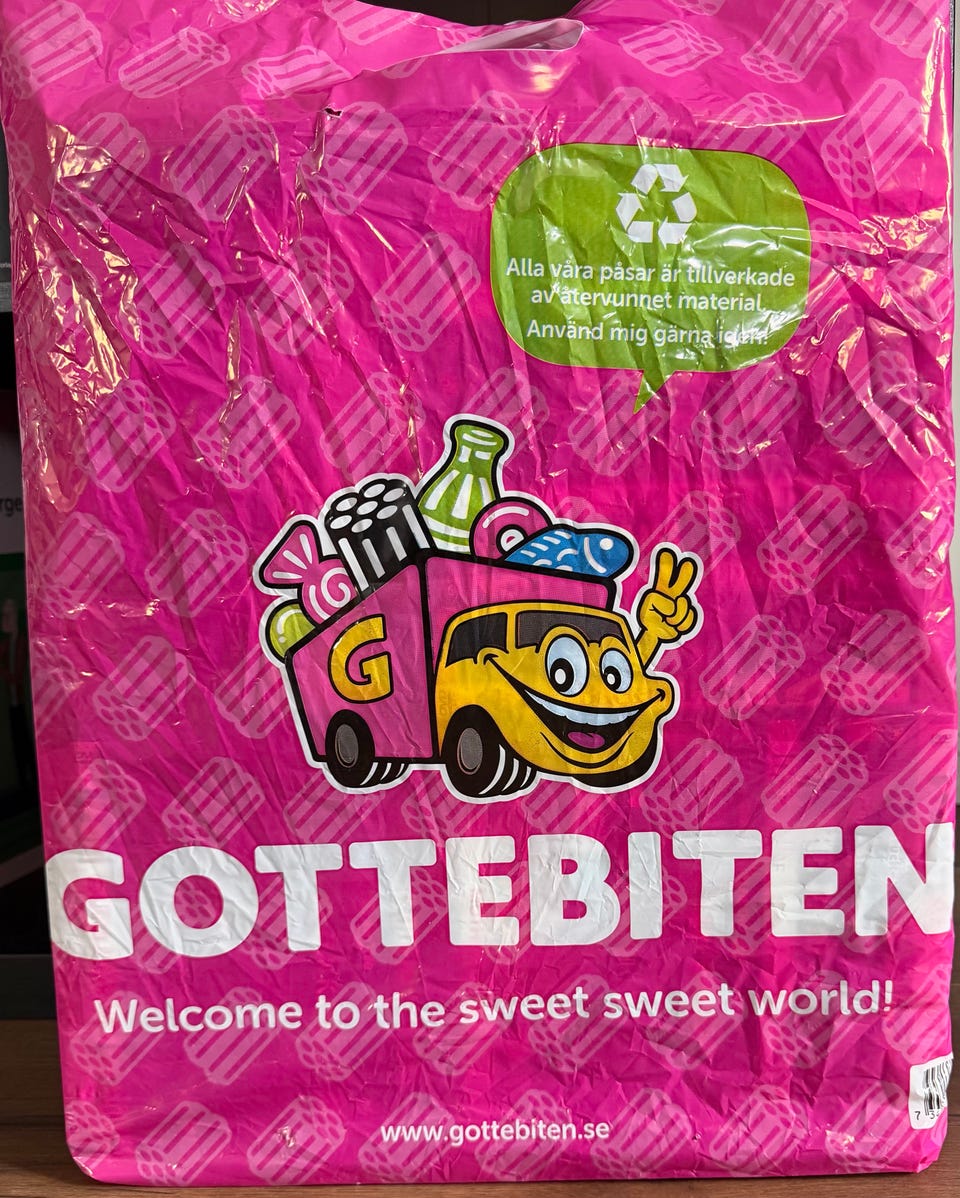 Alla våra påsar är tillverkade
av återvunnet material
Använd mig gärna igen!
G
GOTTEBITEN
Welcome to the sweet sweet world!
www.gottebiten.se